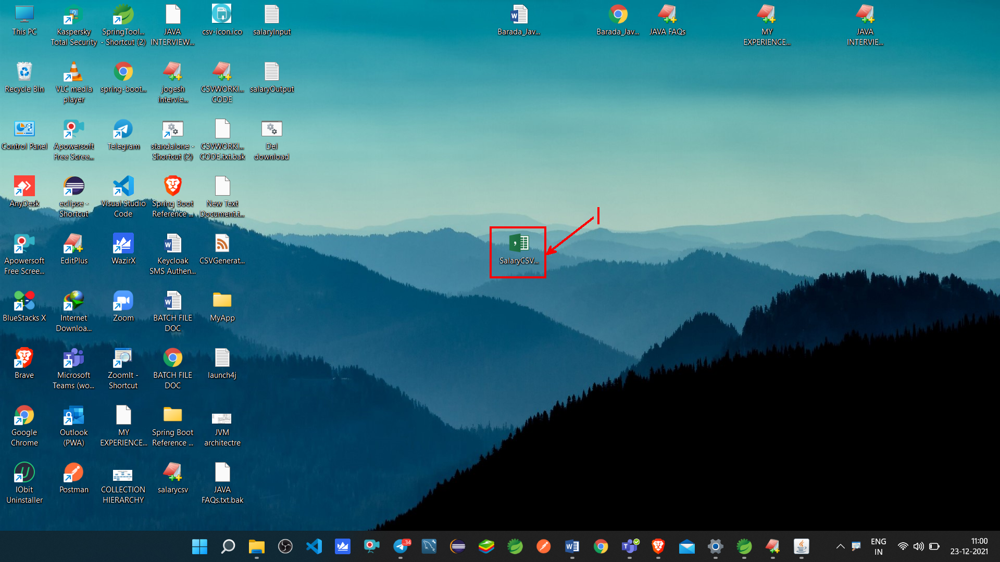 This PC
Kaspersky
Total Security
SpringTool...
- Shortcut (2)
JAVA
INTERVIEW...
csv-icon.ico
salaryInput
Barada_Jav...
Barada_Jav...
JAVA FAQs
MY
EXPERIENCE...
JAVA
INTERVIE...
Recycle Bin
VLC media
player
spring-boot...
jogesh
intervie...
CSVWORKI...
CODE
salaryOutput
Control Panel
Apowersoft
Free Scree...
Telegram
standalone -
Shortcut (2)
CSVWORKI...
CODE.txt.bak
Del
download
AnyDesk
eclipse -
Shortcut
Visual Studio
Code
Spring Boot
Reference ...
New Text
Document.t...
I
Apowersoft
Free Scree...
EditPlus
WazirX
Keycloak
SMS Authen...
CSVGenerat...
SalaryCSV...
BlueStacks X
Internet
Downloa...
Zoom
BATCH FILE
DOC
MyApp
Brave
Microsoft
Teams (wo...
ZoomIt -
Shortcut
BATCH FILE
DOC
launch4j
Google
Chrome
Outlook
(PWA)
MY
EXPERIENCE...
Spring Boot
Reference ...
JVM
architectre
IObit
Uninstaller
Postman
COLLECTION
HIERARCHY
salarycsv
JAVA
FAQs.txt.bak
..34
ENG
IN
11:00
23-12-2021